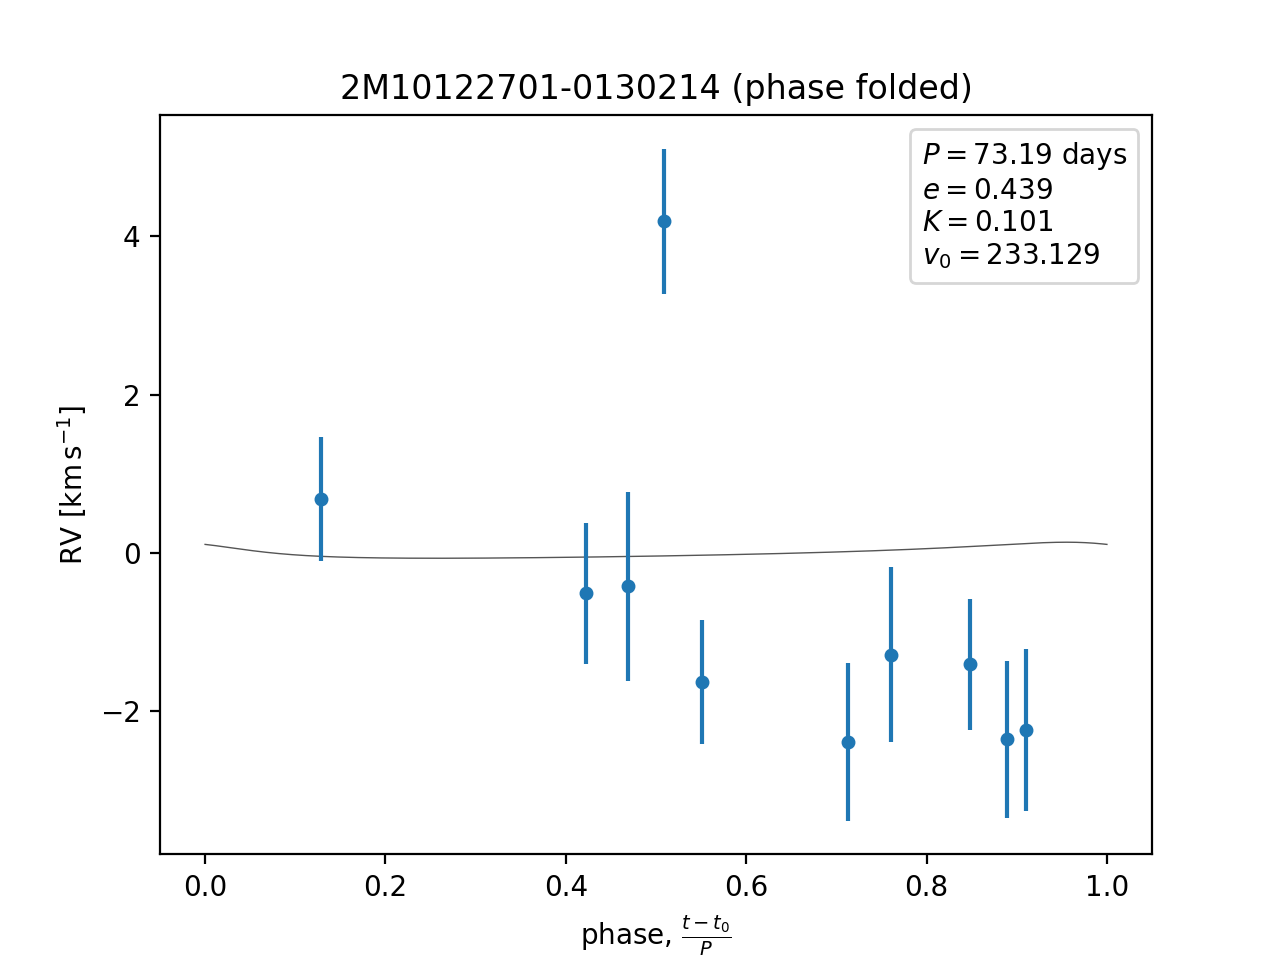 2M10122701-0130214 (phase folded)
P = 73.19 days
e = 0.439
K = 0.101
v₀ = 233.129
RV [km s⁻¹]
4
2
0
−2
0.0 0.2 0.4 0.6 0.8 1.0
phase, (t − t₀)/P